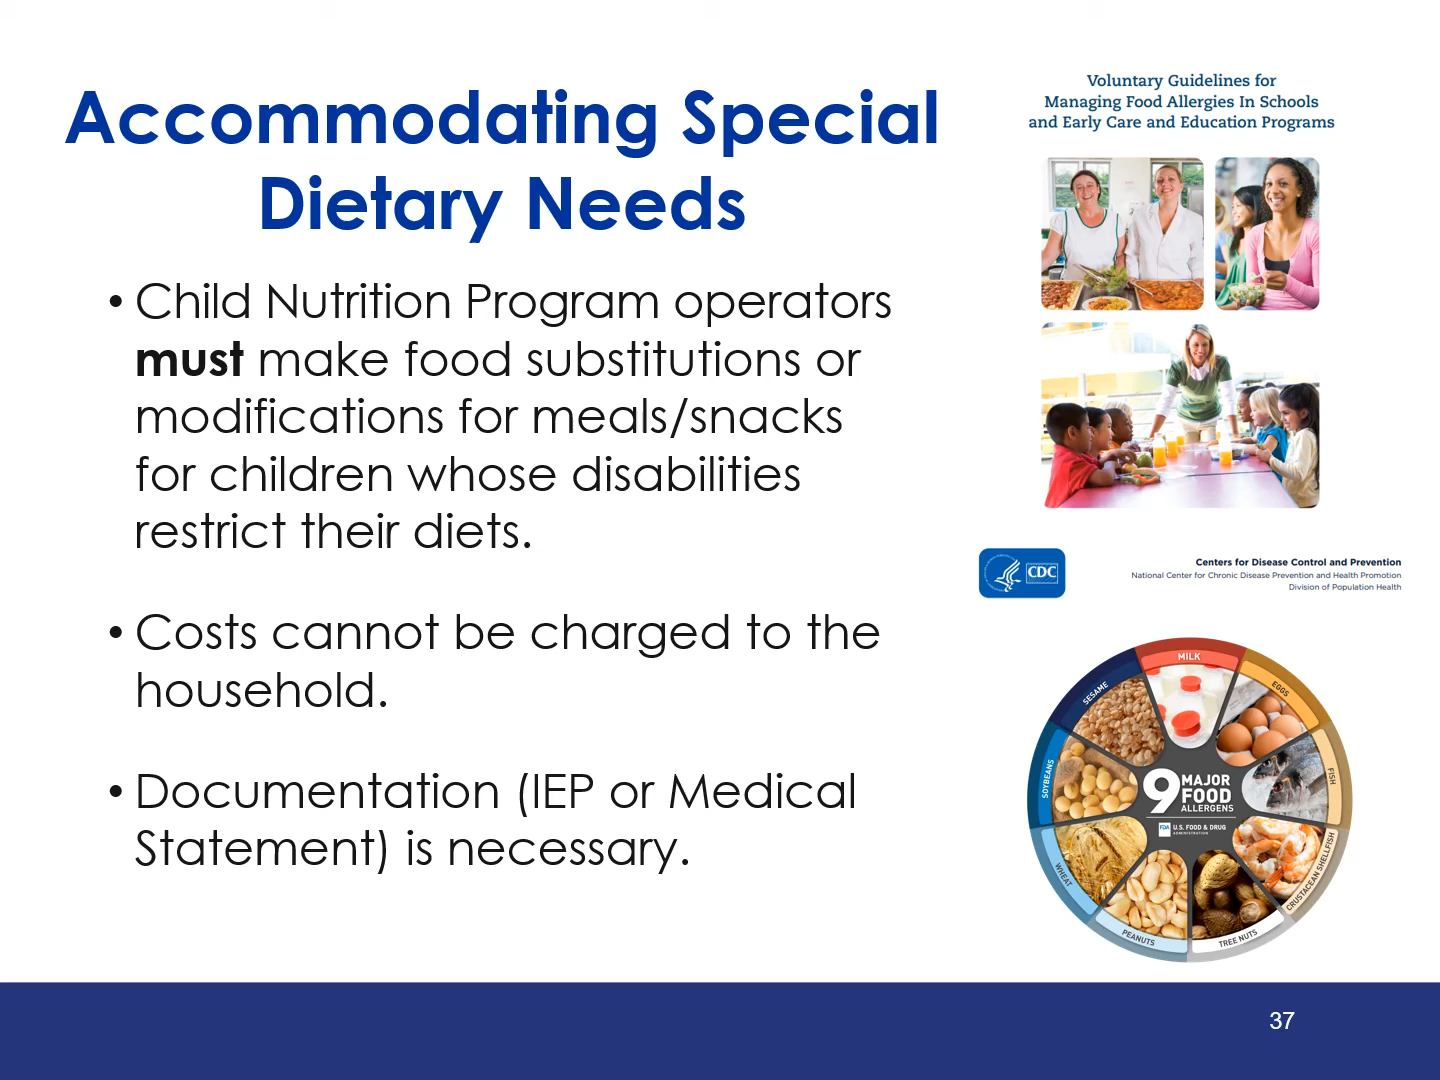 Accommodating Special
Dietary Needs
• Child Nutrition Program operators
must make food substitutions or
modifications for meals/snacks
for children whose disabilities
restrict their diets.
• Costs cannot be charged to the
household.
• Documentation (IEP or Medical
Statement) is necessary.
Voluntary Guidelines for
Managing Food Allergies In Schools
and Early Care and Education Programs
CDC
Centers for Disease Control and Prevention
National Center for Chronic Disease Prevention and Health Promotion
Division of Population Health
MILK
EGGS
FISH
CRUSTACEAN SHELLFISH
TREE NUTS
PEANUTS
WHEAT
SOYBEANS
SESAME
9 MAJOR
FOOD
ALLERGENS
FDA U.S. FOOD & DRUG
ADMINISTRATION
37